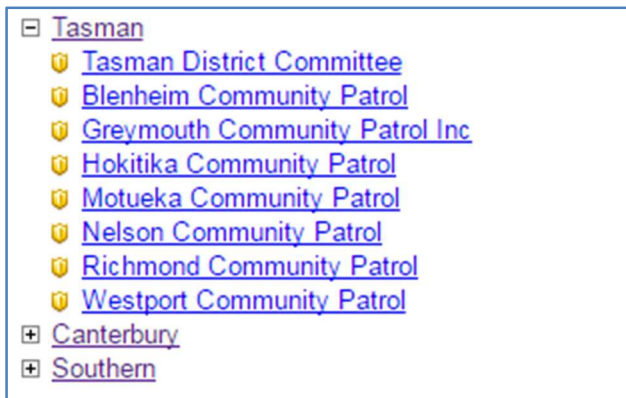 Tasman
Tasman District Committee
Blenheim Community Patrol
Greymouth Community Patrol Inc
Hokitika Community Patrol
Motueka Community Patrol
Nelson Community Patrol
Richmond Community Patrol
Westport Community Patrol
Canterbury
Southern